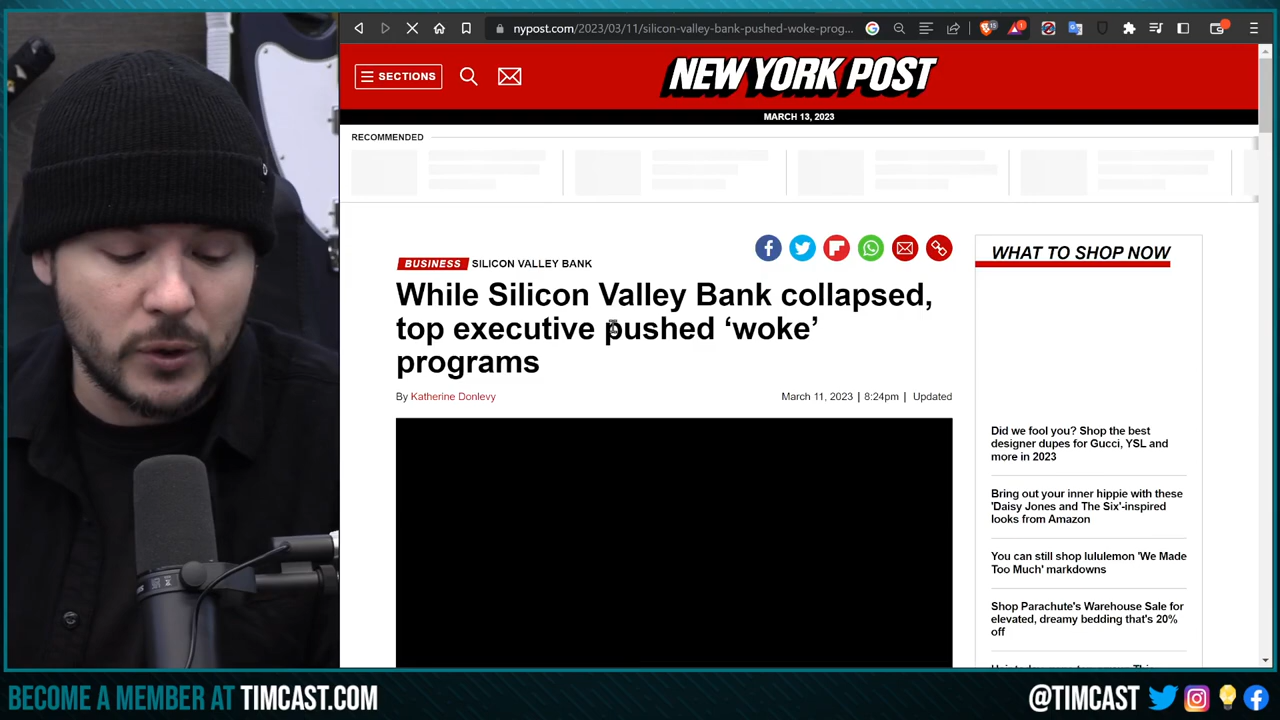 nypost.com/2023/03/11/silicon-valley-bank-pushed-woke-prog...
SECTIONS
NEW YORK POST
MARCH 13, 2023
RECOMMENDED
BUSINESS SILICON VALLEY BANK
While Silicon Valley Bank collapsed,
top executive pushed ‘woke’
programs
By Katherine Donlevy
March 11, 2023 | 8:24pm | Updated
WHAT TO SHOP NOW
Did we fool you? Shop the best
designer dupes for Gucci, YSL and
more in 2023
Bring out your inner hippie with these
'Daisy Jones and The Six'-inspired
looks from Amazon
You can still shop lululemon 'We Made
Too Much' markdowns
Shop Parachute's Warehouse Sale for
elevated, dreamy bedding that's 20%
off
BECOME A MEMBER AT TIMCAST.COM
@TIMCAST